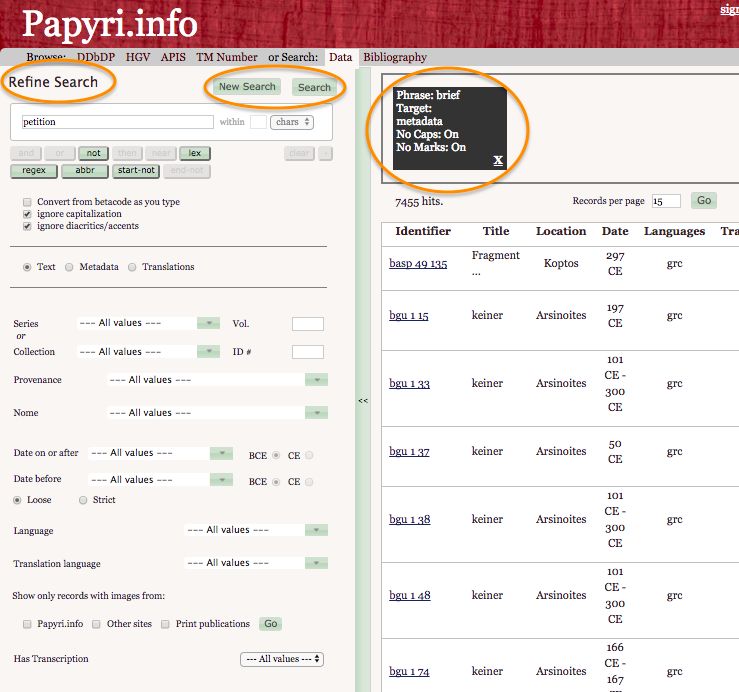 sign
Papyri.info
Browse: DDbDP HGV APIS TM Number or Search: Data Bibliography
Refine Search
New Search Search
petition within chars
and or not then near lex clear -
regex abbr start-not end-not
Convert from betacode as you type
ignore capitalization
ignore diacritics/accents
Text Metadata Translations
Series --- All values --- Vol.
or
Collection --- All values --- ID #
Provenance --- All values ---
Nome --- All values ---
Date on or after --- All values --- BCE CE
Date before --- All values --- BCE CE
Loose Strict
Language --- All values ---
Translation language --- All values ---
Show only records with images from:
Papyri.info Other sites Print publications Go
Has Transcription --- All values ---
<<
Phrase: brief
Target:
metadata
No Caps: On
No Marks: On
X
7455 hits. Records per page 15 Go
Identifier Title Location Date Languages Tra
basp 49 135 Fragment ... Koptos 297 CE grc
bgu 1 15 keiner Arsinoites 197 CE grc
bgu 1 33 keiner Arsinoites 101 CE - 300 CE grc
bgu 1 37 keiner Arsinoites 50 CE grc
bgu 1 38 keiner Arsinoites 101 CE - 300 CE grc
bgu 1 48 keiner Arsinoites 101 CE - 300 CE grc
bgu 1 74 keiner Arsinoites 166 CE - 167 grc